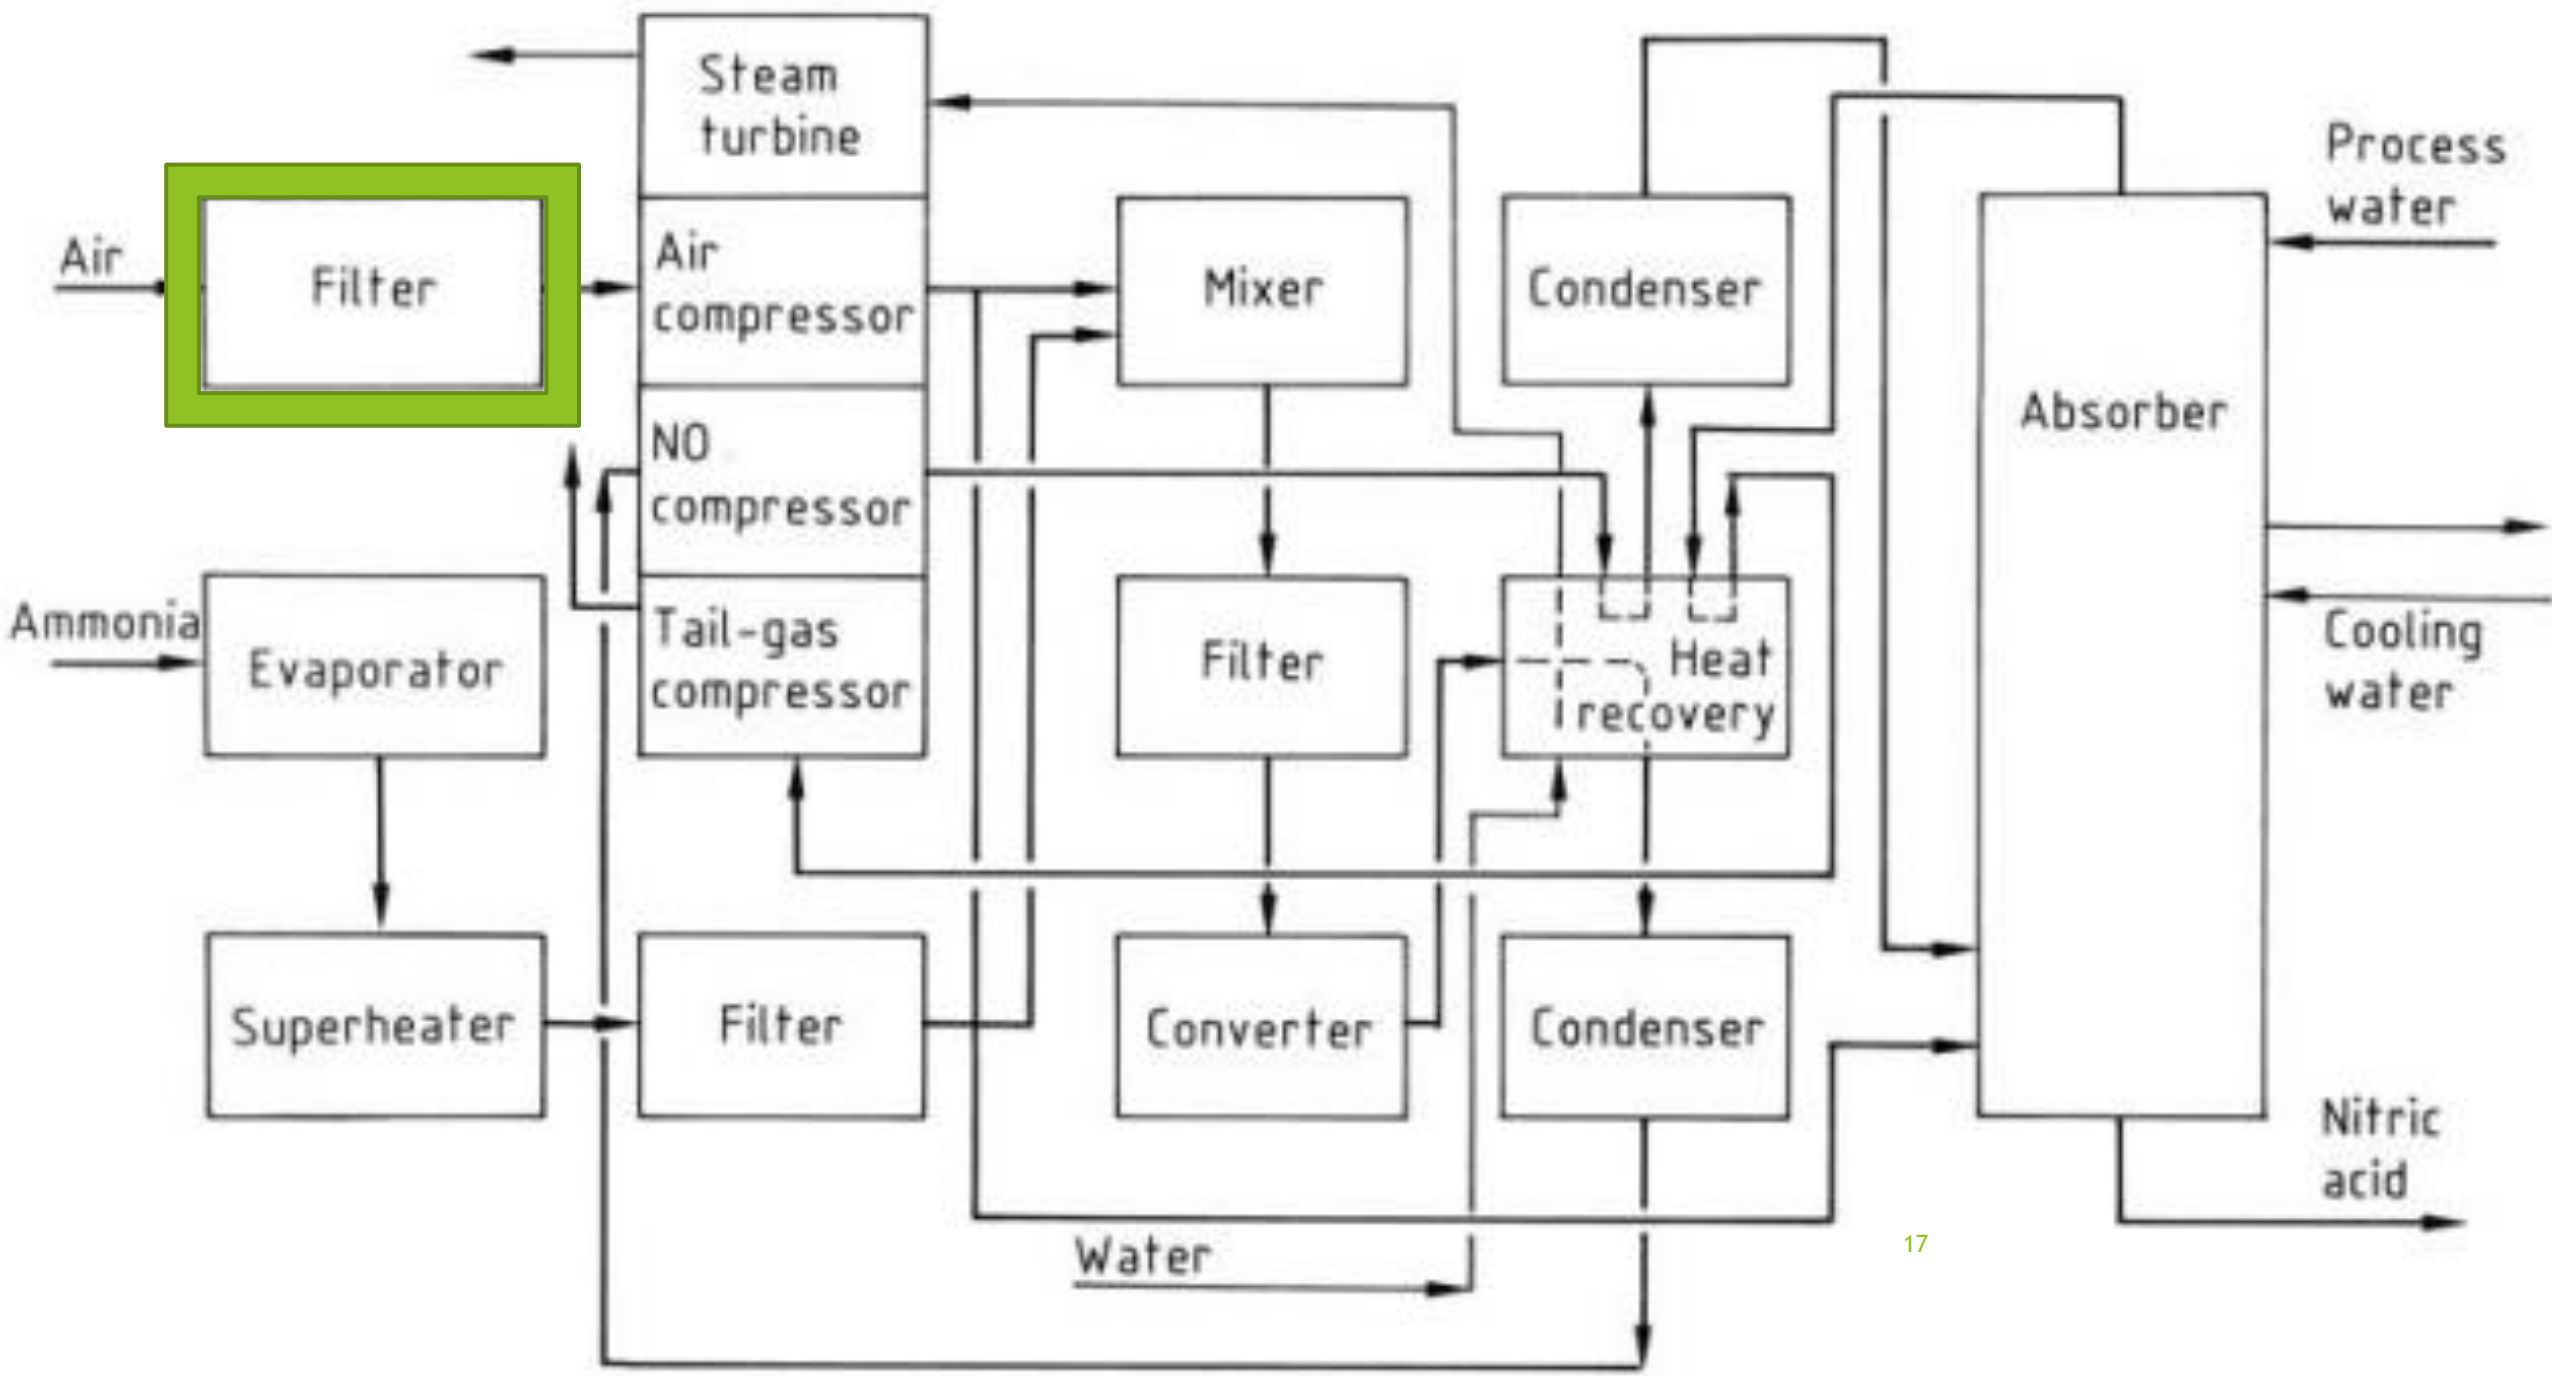 Steam
turbine
Process
water
Air
Filter
Air
compressor
Mixer
Condenser
Absorber
NO
compressor
Ammonia
Evaporator
Tail-gas
compressor
Filter
Heat
recovery
Cooling
water
Superheater
Filter
Converter
Condenser
Nitric
acid
Water
17